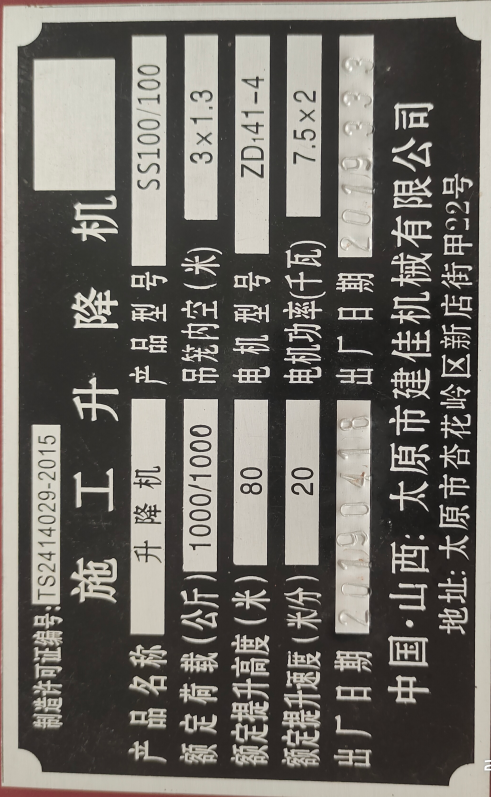 制造许可证编号:TS2414029-2015
施工升降机
产品名称 升降机 产品型号 SS100/100
额定荷载(公斤) 1000/1000 吊笼内空(米) 3×1.3
额定提升高度(米) 80 电机型号 ZD₁41-4
额定提升速度(米/分) 20 电机功率(千瓦) 7.5×2
出厂日期 20190418 出厂日期 2019333
中国·山西: 太原市建佳机械有限公司
地址: 太原市杏花岭区新店街甲22号